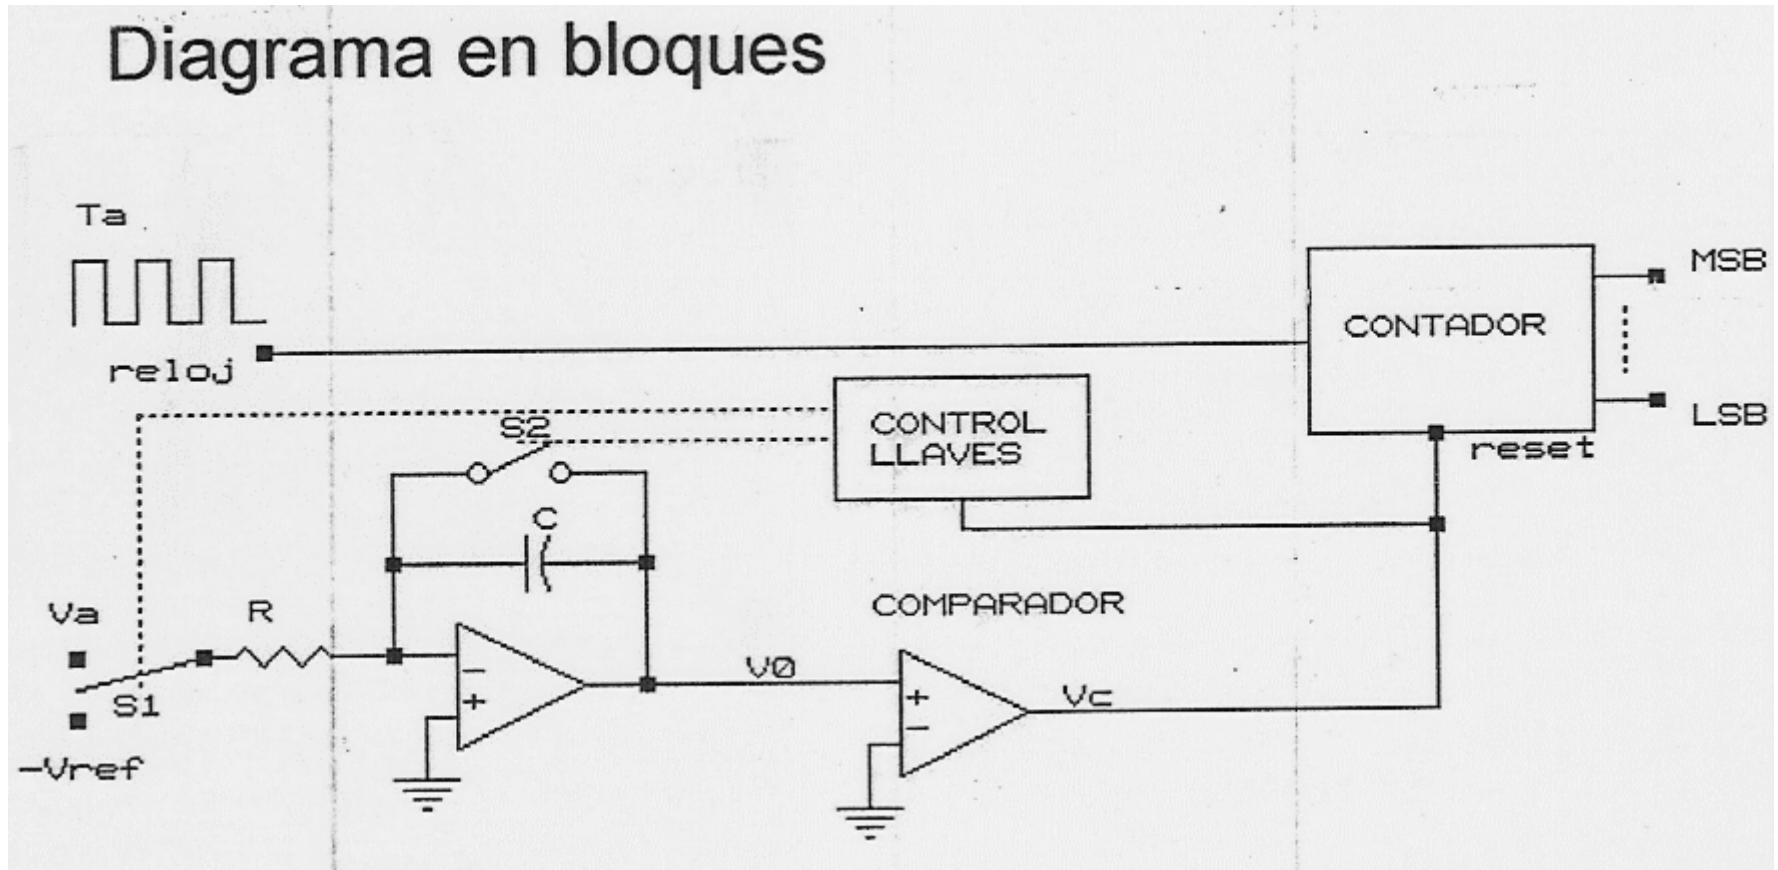 Diagrama en bloques
Ta
reloj
MSB
CONTADOR
LSB
reset
CONTROL
LLAVES
S2
C
Va
R
S1
-Vref
-
+
V0
COMPARADOR
+
-
Vc